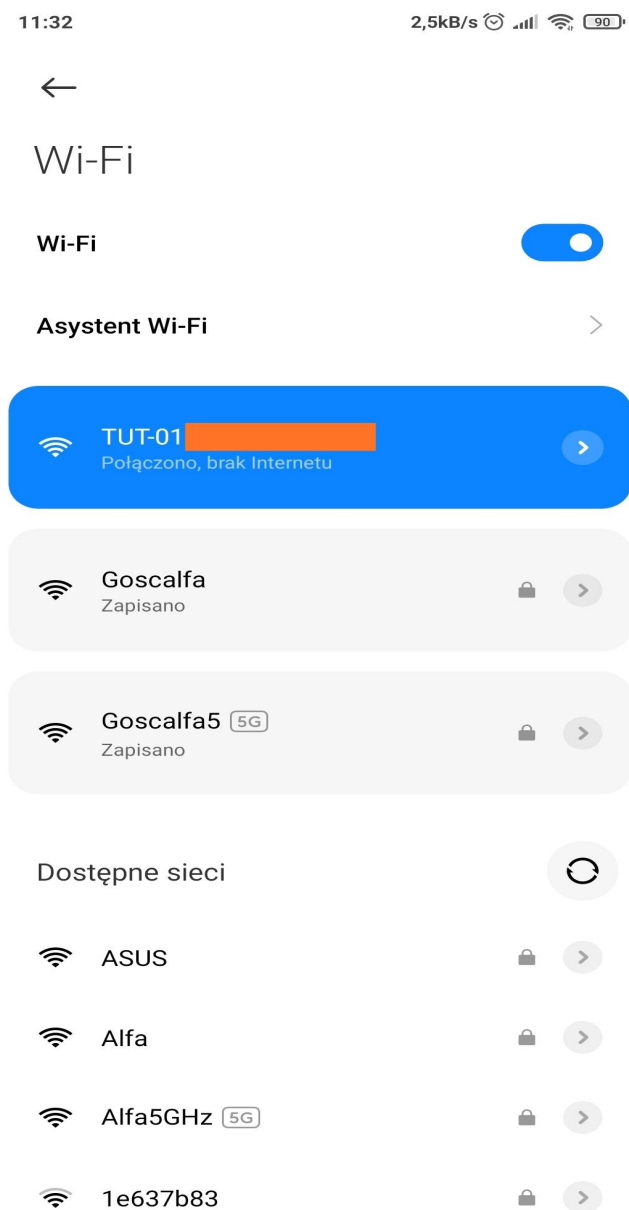 11:32 2,5kB/s 90
Wi-Fi
Wi-Fi
Asystent Wi-Fi
TUT-01
Połączono, brak Internetu
Goscalfa
Zapisano
Goscalfa5 5G
Zapisano
Dostępne sieci
ASUS
Alfa
Alfa5GHz 5G
1e637b83